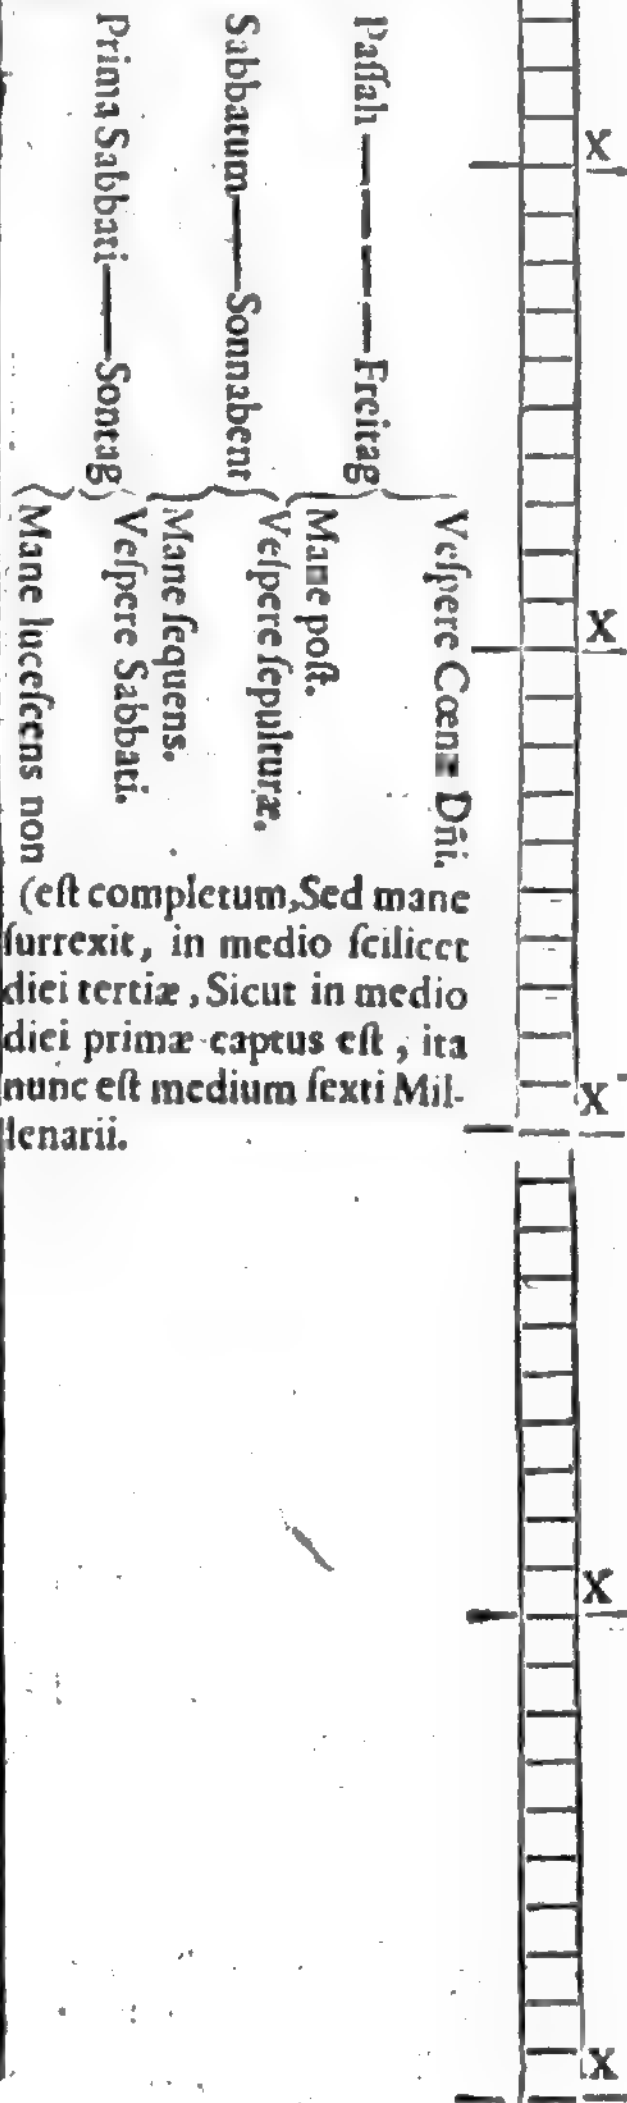 Paſſah — — — — Freitag
Veſpere Cœnæ Dñi.
Mane poſt.
Sabbatum — — Sonnabent
Veſpere ſepulturæ.
Mane ſequens.
Prima Sabbati — — Sontag
Veſpere Sabbati.
Mane luceſcens non
(eſt completum, Sed mane
ſurrexit, in medio ſcilicet
diei tertiæ, Sicut in medio
diei primæ captus eſt, ita
nunc eſt medium ſexti Mil-
lenarii.
X
X
X
X
X